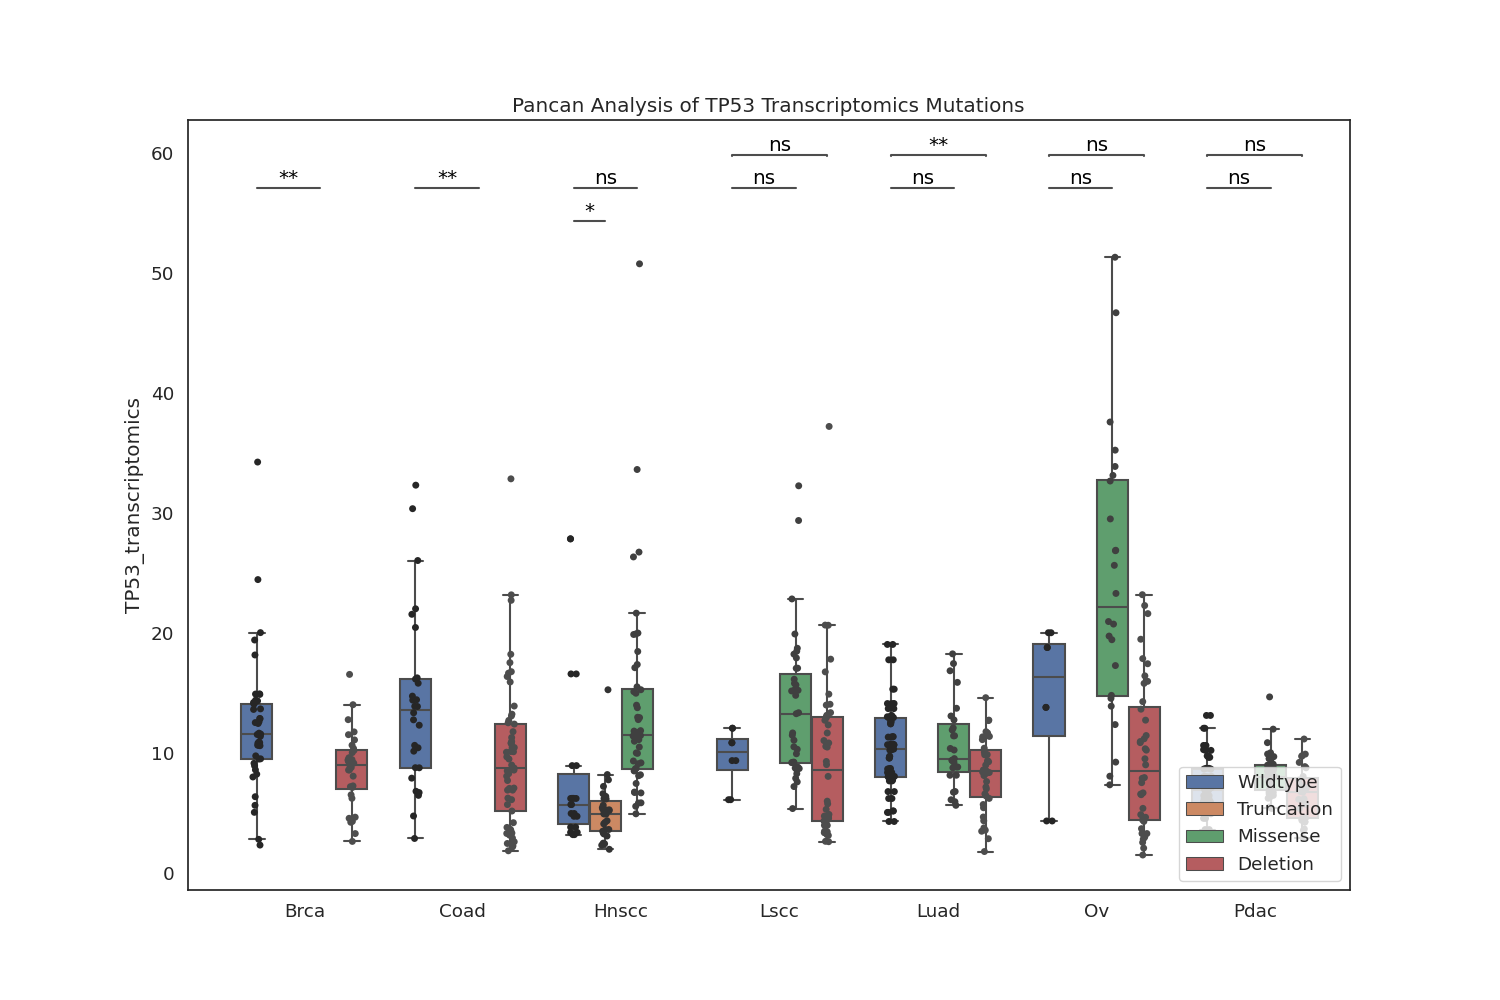 Pancan Analysis of TP53 Transcriptomics Mutations
TP53_transcriptomics
60
50
40
30
20
10
0
ns
**
ns
ns
**
**
ns
ns
ns
ns
ns
*
Wildtype
Truncation
Missense
Deletion
Brca
Coad
Hnscc
Lscc
Luad
Ov
Pdac